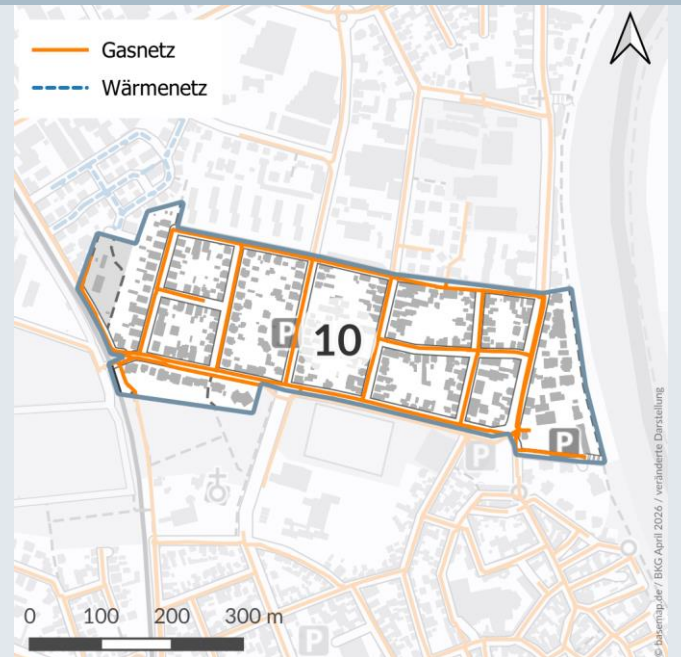 Gasnetz
Wärmenetz
P
10
P
P
P
0 100 200 300 m
© basemap.de / BKG April 2026 / veränderte Darstellung